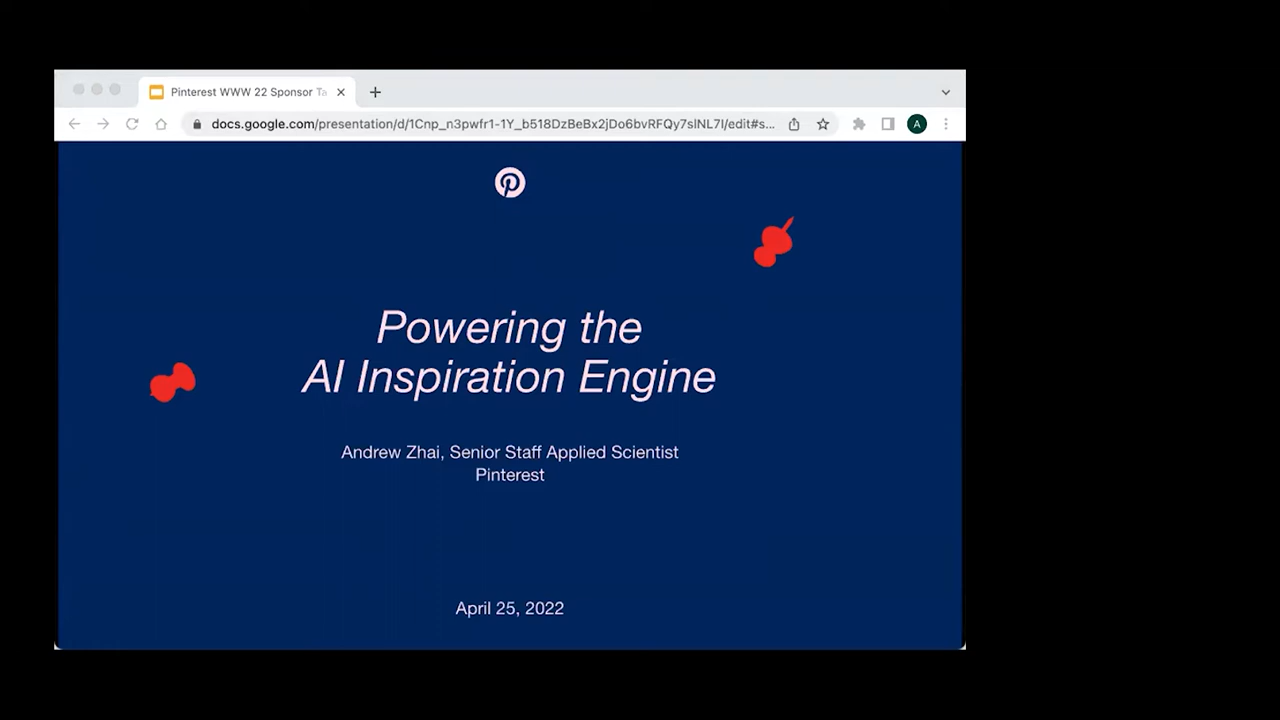 Pinterest WWW 22 Sponsor Ta
docs.google.com/presentation/d/1Cnp_n3pwfr1-1Y_b518DzBeBx2jDo6bvRFQy7slNL7I/edit#s...
A
Powering the
AI Inspiration Engine
Andrew Zhai, Senior Staff Applied Scientist
Pinterest
April 25, 2022